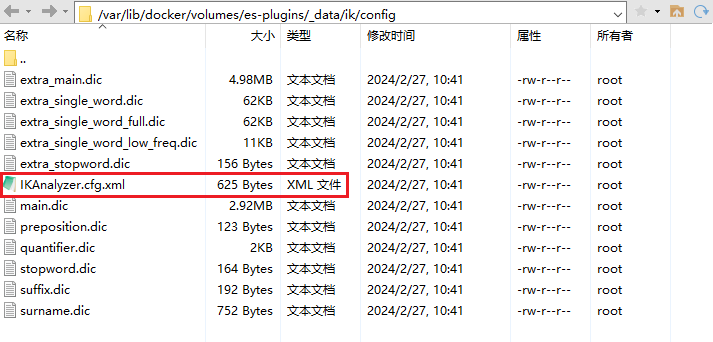 /var/lib/docker/volumes/es-plugins/_data/ik/config
名称 大小 类型 修改时间 属性 所有者
..
extra_main.dic 4.98MB 文本文档 2024/2/27, 10:41 -rw-r--r-- root
extra_single_word.dic 62KB 文本文档 2024/2/27, 10:41 -rw-r--r-- root
extra_single_word_full.dic 62KB 文本文档 2024/2/27, 10:41 -rw-r--r-- root
extra_single_word_low_freq.dic 11KB 文本文档 2024/2/27, 10:41 -rw-r--r-- root
extra_stopword.dic 156 Bytes 文本文档 2024/2/27, 10:41 -rw-r--r-- root
IKAnalyzer.cfg.xml 625 Bytes XML 文件 2024/2/27, 10:41 -rw-r--r-- root
main.dic 2.92MB 文本文档 2024/2/27, 10:41 -rw-r--r-- root
preposition.dic 123 Bytes 文本文档 2024/2/27, 10:41 -rw-r--r-- root
quantifier.dic 2KB 文本文档 2024/2/27, 10:41 -rw-r--r-- root
stopword.dic 164 Bytes 文本文档 2024/2/27, 10:41 -rw-r--r-- root
suffix.dic 192 Bytes 文本文档 2024/2/27, 10:41 -rw-r--r-- root
surname.dic 752 Bytes 文本文档 2024/2/27, 10:41 -rw-r--r-- root